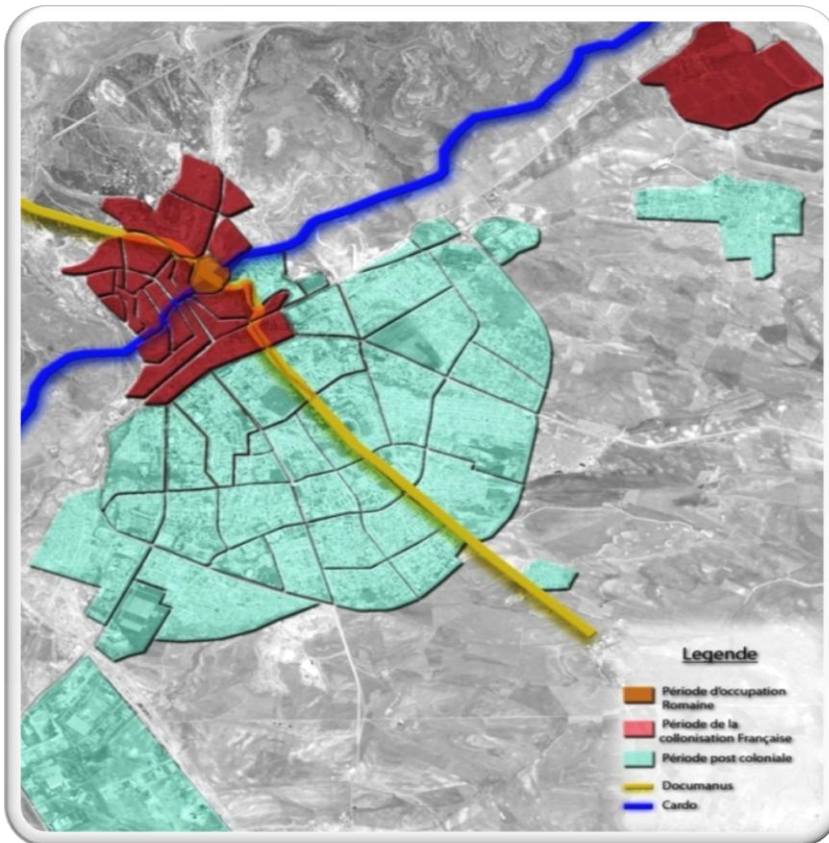 Legende
Période d'occupation
Romaine
Période de la
collonisation Française
Période post coloniale
Documanus
Cardo